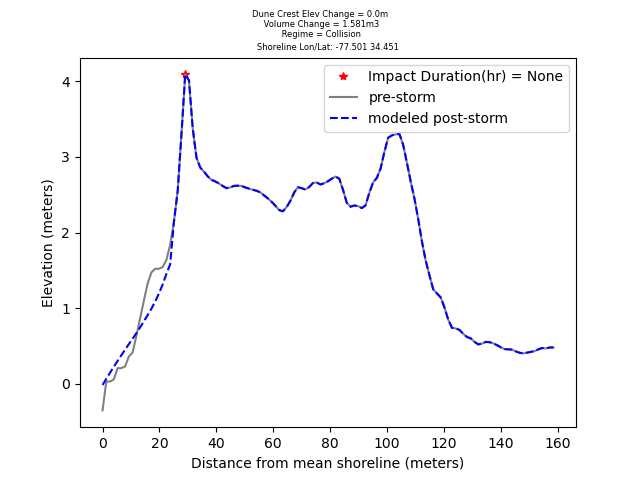 Dune Crest Elev Change = 0.0m
Volume Change = 1.581m3
Regime = Collision
Shoreline Lon/Lat: -77.501 34.451
Impact Duration(hr) = None
pre-storm
modeled post-storm
Elevation (meters)
4
3
2
1
0
0 20 40 60 80 100 120 140 160
Distance from mean shoreline (meters)